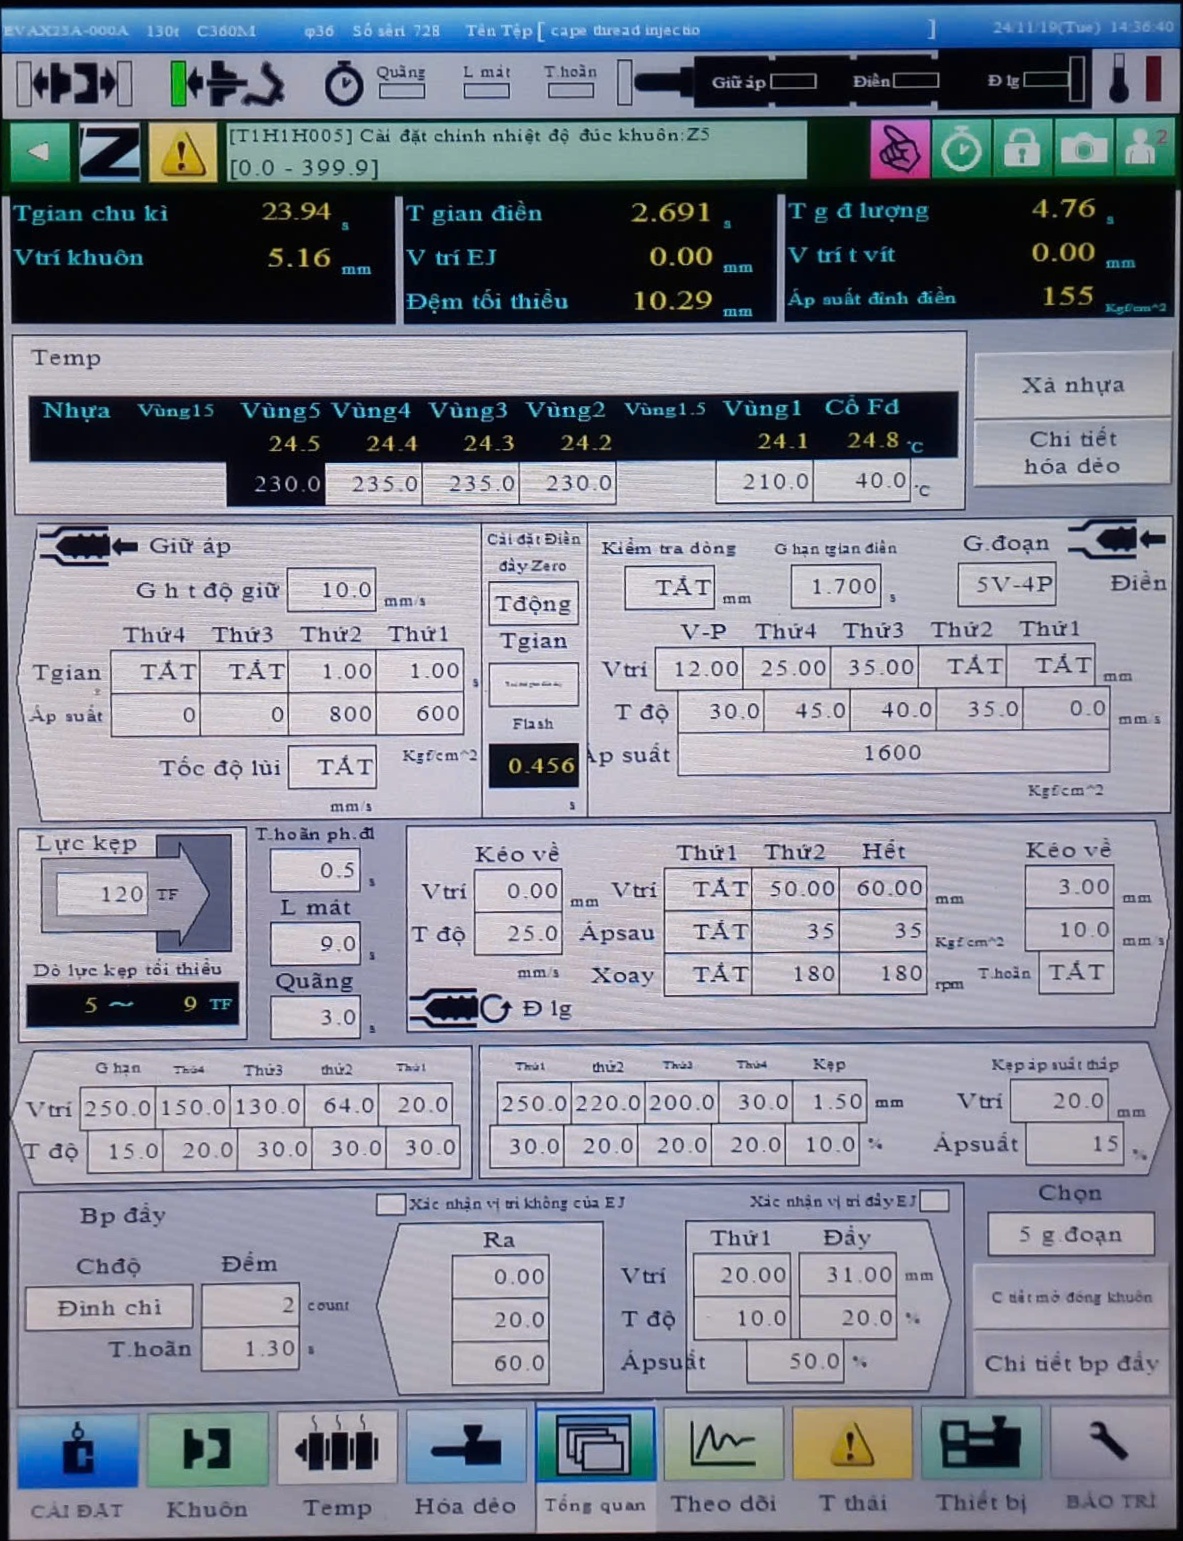 EVAX23A-000A 130t C360M φ36 Số sêri 728 Tên Tệp [ cape thread injectio ] 24/11/19(Tue) 14:36:40
Quãng L mát T.hoãn Giữ áp Điền Đ lg
[T1H1H005] Cài đặt chỉnh nhiệt độ đúc khuôn:Z5
[0.0 - 399.9]
2
Tgian chu kì 23.94 s T gian điền 2.691 s T g đ lượng 4.76 s
Vtrí khuôn 5.16 mm V trí EJ 0.00 mm V trí t vít 0.00 mm
Đệm tối thiểu 10.29 mm Áp suất đỉnh điền 155 Kgf/cm^2
Temp
Nhựa Vùng15 Vùng5 Vùng4 Vùng3 Vùng2 Vùng1.5 Vùng1 Cổ Fd
24.5 24.4 24.3 24.2 24.1 24.8 °C
230.0 235.0 235.0 230.0 210.0 40.0 °C
Xả nhựa
Chi tiết
hóa dẻo
Giữ áp
G h t độ giữ 10.0 mm/s
Thứ4 Thứ3 Thứ2 Thứ1
Tgian TẮT TẮT 1.00 1.00 s
Áp suất 0 0 800 600
Kgf/cm^2
Tốc độ lùi TẮT
mm/s
Cài đặt Điền
đầy Zero
Tđộng
Tgian
Flash
0.456
s
Kiểm tra dòng G hạn tgian điền G.đoạn
TẮT mm 1.700 s 5V-4P Điền
V-P Thứ4 Thứ3 Thứ2 Thứ1
Vtrí 12.00 25.00 35.00 TẮT TẮT mm
T độ 30.0 45.0 40.0 35.0 0.0 mm/s
Áp suất 1600
Kgf/cm^2
Lực kẹp
120 TF
Dò lực kẹp tối thiểu
5 ~ 9 TF
T.hoãn ph.đl
0.5 s
L mát
9.0 s
Quãng
3.0 s
Kéo về Thứ1 Thứ2 Hết Kéo về
Vtrí 0.00 mm Vtrí TẮT 50.00 60.00 mm 3.00 mm
T độ 25.0 Ápsau TẮT 35 35 Kgf/cm^2 10.0 mm/s
mm/s Xoay TẮT 180 180 rpm T.hoãn TẮT
Đ lg
G hạn Thứ4 Thứ3 thứ2 Thứ1
Vtrí 250.0 150.0 130.0 64.0 20.0
T độ 15.0 20.0 30.0 30.0 30.0
Thứ1 thứ2 Thứ3 Thứ4 Kẹp Kẹp áp suất thấp
250.0 220.0 200.0 30.0 1.50 mm Vtrí 20.0 mm
30.0 20.0 20.0 20.0 10.0 % Ápsuất 15 %
Bp đẩy
Xác nhận vị trí không của EJ Xác nhận vị trí đẩy EJ
Chđộ Đếm
Đình chỉ 2 count
T.hoãn 1.30 s
Ra
0.00
20.0
60.0
Thứ1 Đẩy
Vtrí 20.00 31.00 mm
T độ 10.0 20.0 %
Ápsuất 50.0 %
Chọn
5 g.đoạn
C tiết mở đóng khuôn
Chi tiết bp đẩy
CÀI ĐẶT Khuôn Temp Hóa dẻo Tổng quan Theo dõi T thái Thiết bị BẢO TRÌ